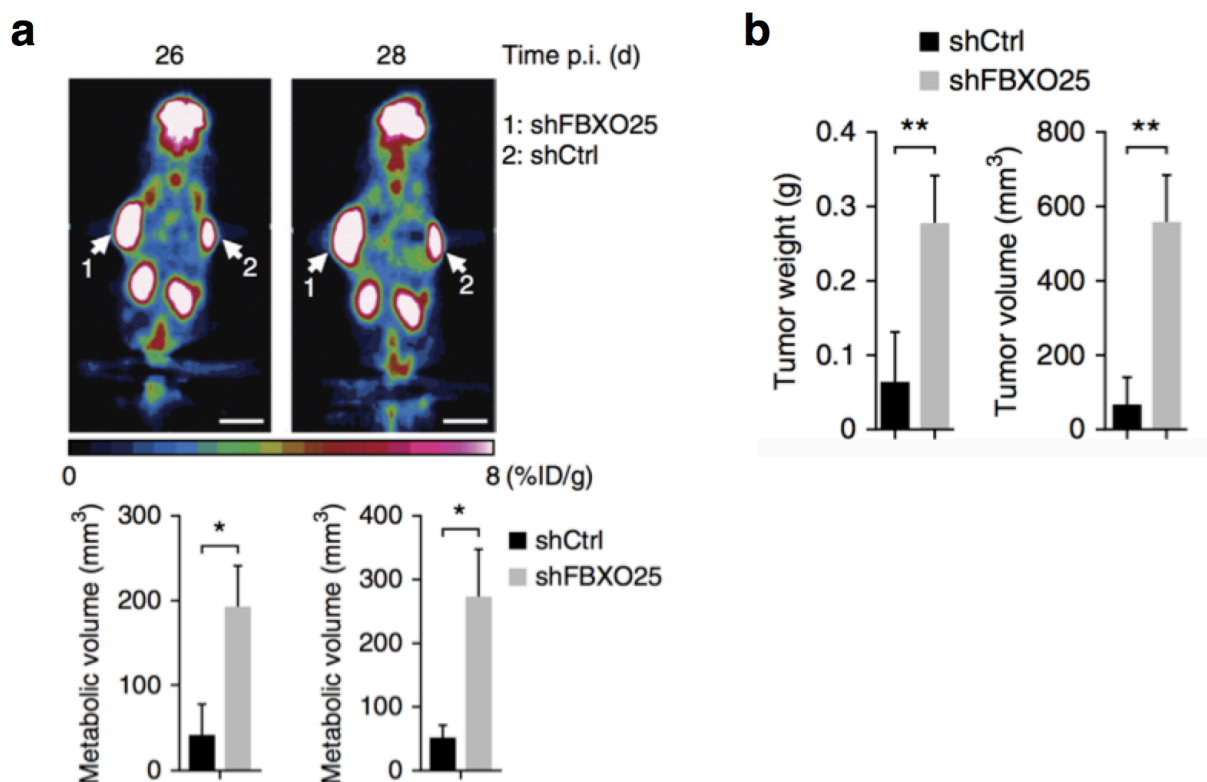 a
26 28 Time p.i. (d)
1: shFBXO25
2: shCtrl
1 2 1 2
0 8 (%ID/g)
Metabolic volume (mm³)
300
200
100
0
*
Metabolic volume (mm³)
400
300
200
100
0
*
shCtrl
shFBXO25
b
shCtrl
shFBXO25
Tumor weight (g)
0.4
0.3
0.2
0.1
0
**
Tumor volume (mm³)
800
600
400
200
0
**